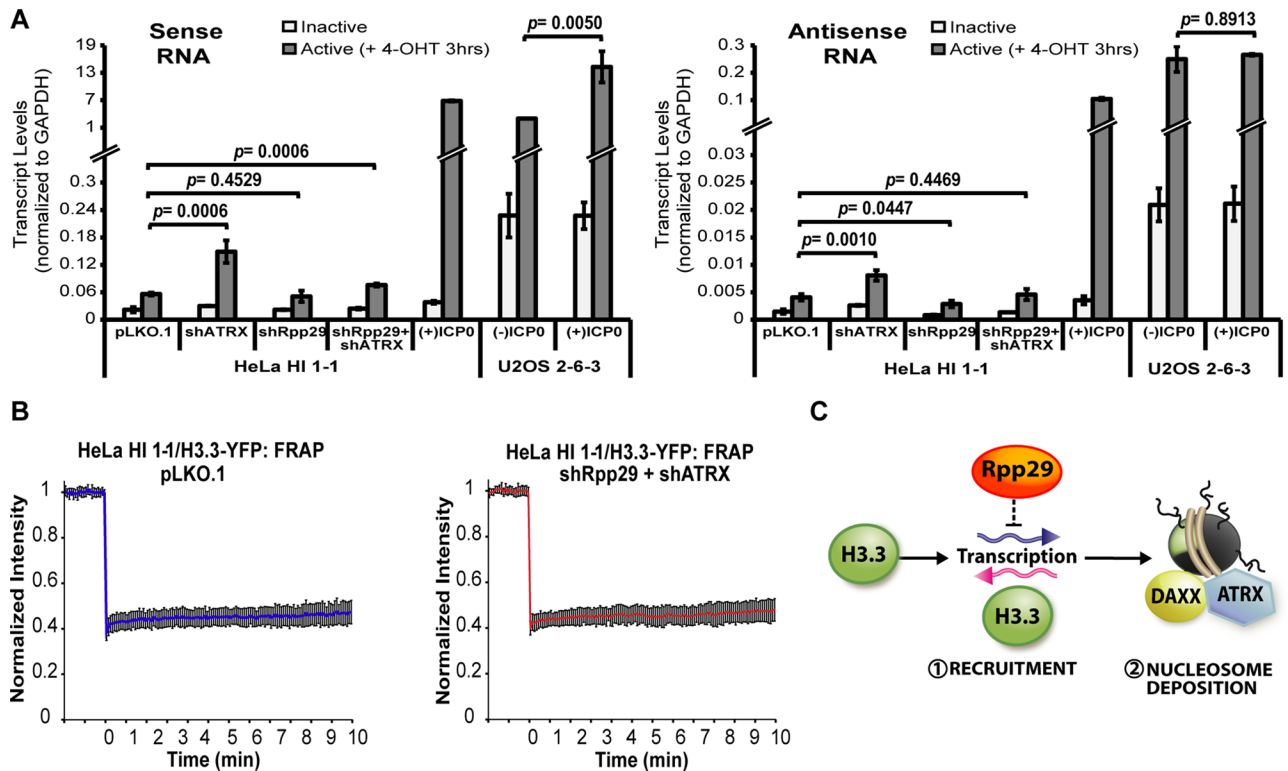 A
Sense
RNA
Inactive
Active (+ 4-OHT 3hrs)
p= 0.0050
Transcript Levels
(normalized to GAPDH)
19
13
7
1
0.3
0.24
0.18
0.12
0.06
0
p= 0.0006
p= 0.4529
p= 0.0006
pLKO.1
shATRX
shRpp29
shRpp29+
shATRX
(+)ICP0
(-)ICP0
(+)ICP0
HeLa HI 1-1
U2OS 2-6-3
Antisense
RNA
Inactive
Active (+ 4-OHT 3hrs)
p= 0.8913
Transcript Levels
(normalized to GAPDH)
0.3
0.2
0.1
0
0.03
0.025
0.02
0.015
0.01
0.005
0
p= 0.4469
p= 0.0447
p= 0.0010
pLKO.1
shATRX
shRpp29
shRpp29+
shATRX
(+)ICP0
(-)ICP0
(+)ICP0
HeLa HI 1-1
U2OS 2-6-3
B
HeLa HI 1-1/H3.3-YFP: FRAP
pLKO.1
Normalized Intensity
1
0.8
0.6
0.4
0.2
0
0 1 2 3 4 5 6 7 8 9 10
Time (min)
HeLa HI 1-1/H3.3-YFP: FRAP
shRpp29 + shATRX
Normalized Intensity
1
0.8
0.6
0.4
0.2
0
0 1 2 3 4 5 6 7 8 9 10
Time (min)
C
Rpp29
H3.3
Transcription
H3.3
DAXX
ATRX
① RECRUITMENT
② NUCLEOSOME
DEPOSITION